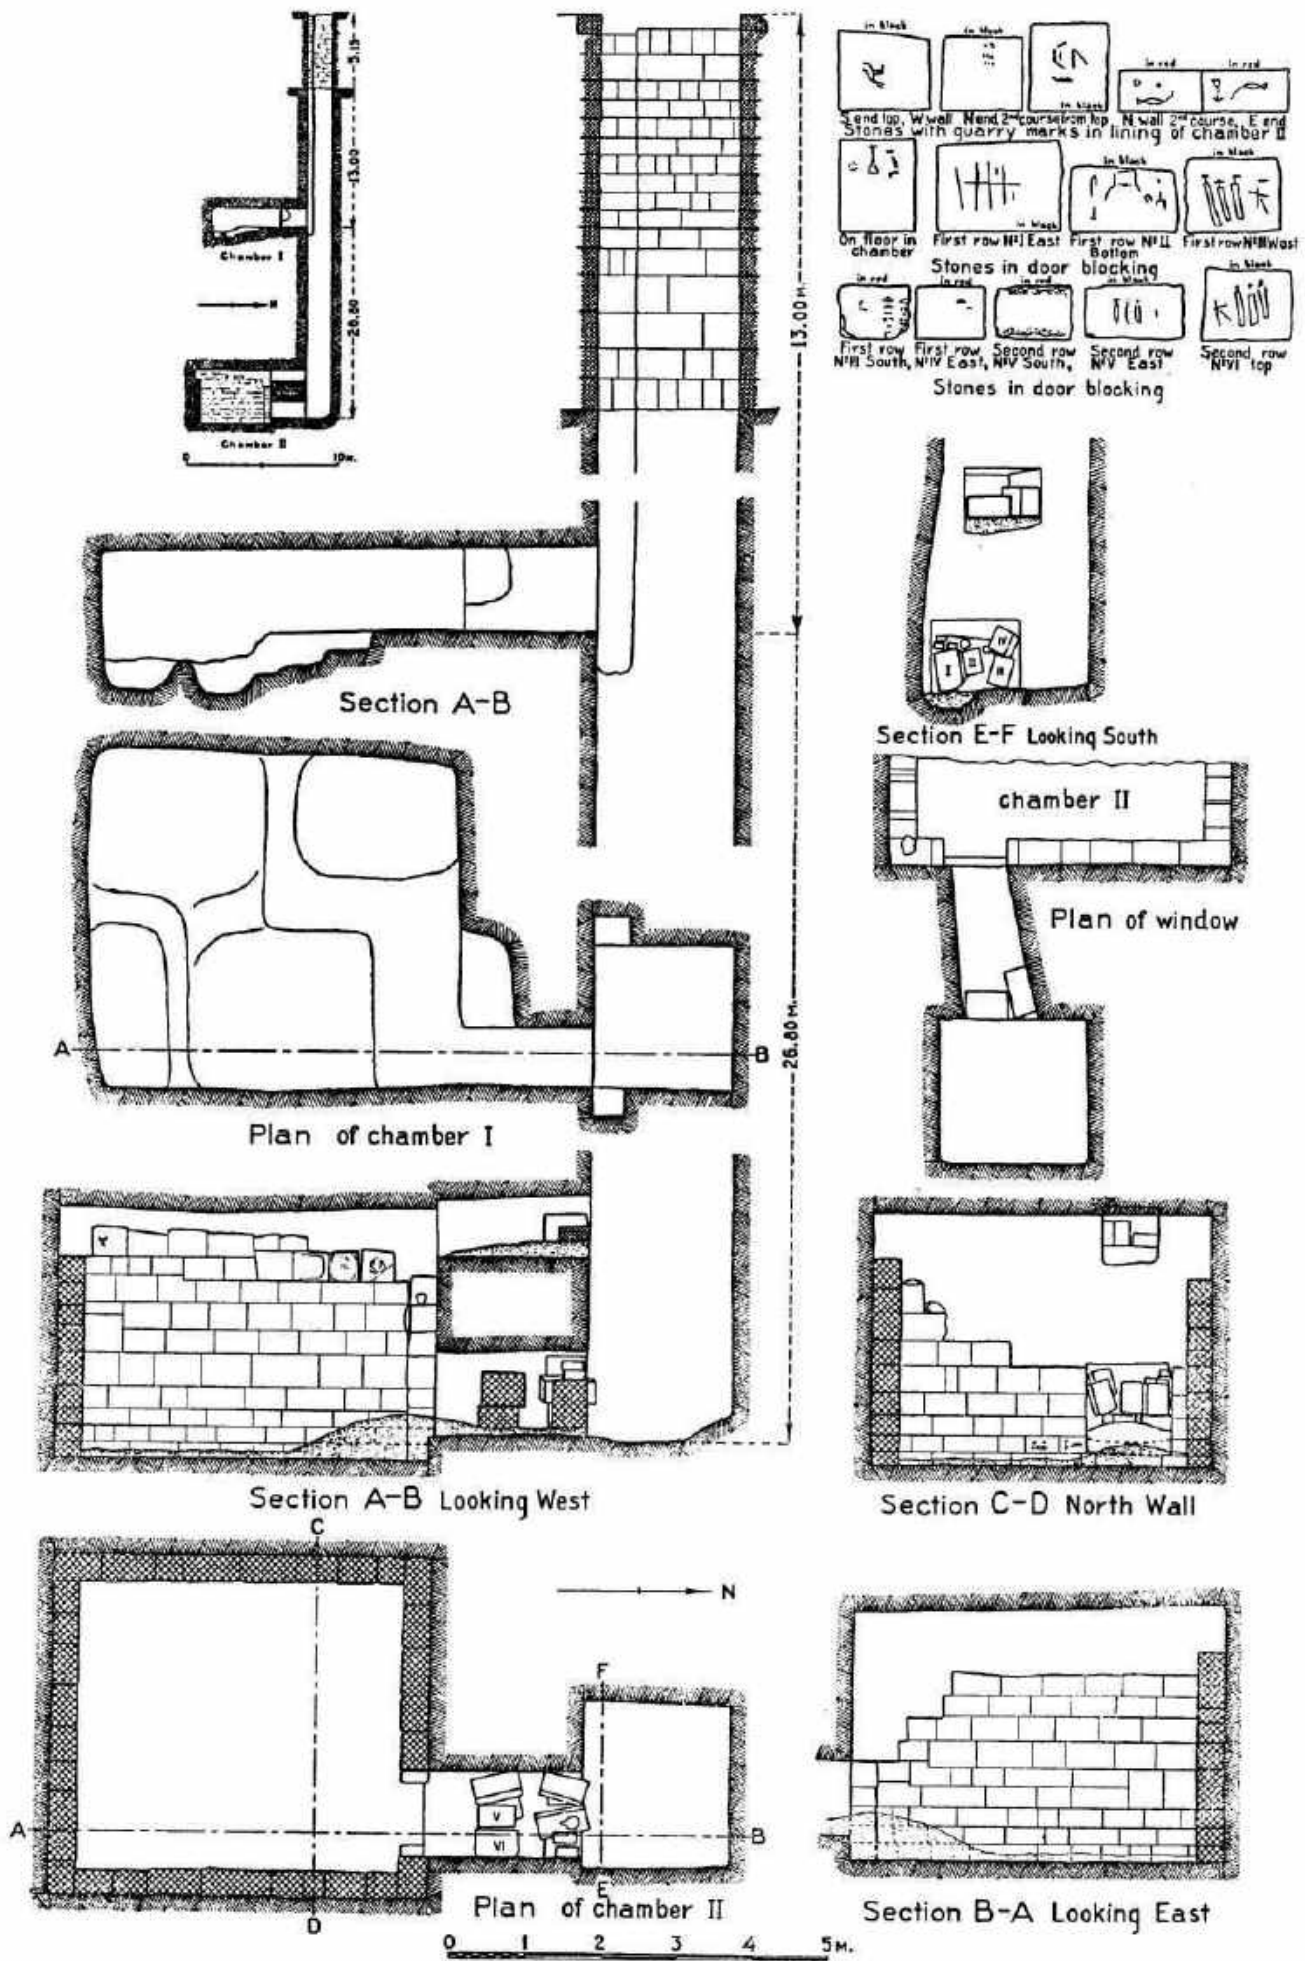 5.15
13.00
26.80
Chamber I
N
Chamber II
0 10M.
13.00 M.
26.80 M.
in black in black
in red in red
in black
S end top, W wall N end 2nd course from top N wall 2nd course, E end
Stones with quarry marks in lining of chamber II
in black in black
in black
On floor in chamber First row No I East First row No II Bottom First row No III West
Stones in door blocking
in red in red in red in black in black
First row No III South, First row No IV East, Second row No V South, Second row No V East Second row No VI top
Stones in door blocking
Section A-B
I II III IV
Section E-F Looking South
chamber II
Plan of window
A B
Plan of chamber I
Section A-B Looking West
Section C-D North Wall
C
N
F
V
VI
A B
E
D
Plan of chamber II
Section B-A Looking East
0 1 2 3 4 5 M.